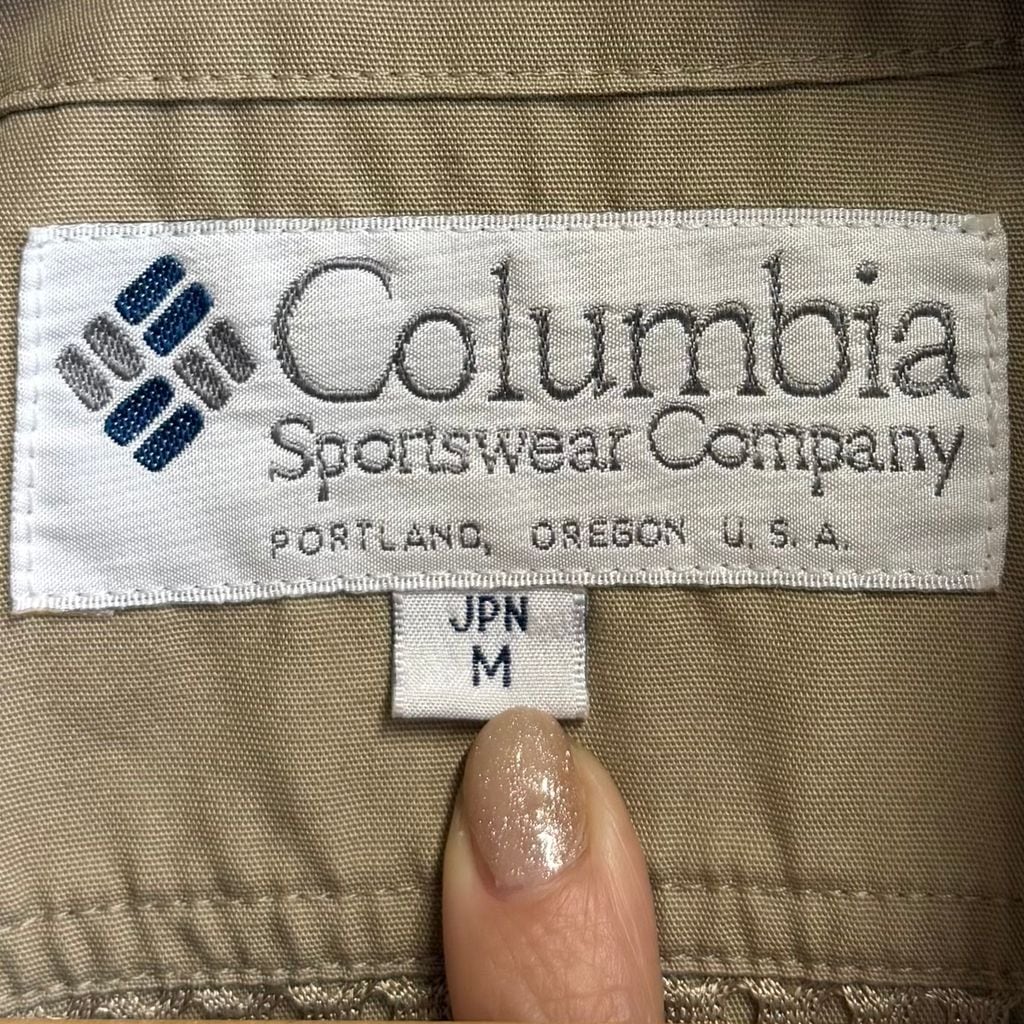 Columbia
Sportswear Company
PORTLAND, OREGON U.S.A.
JPN
M